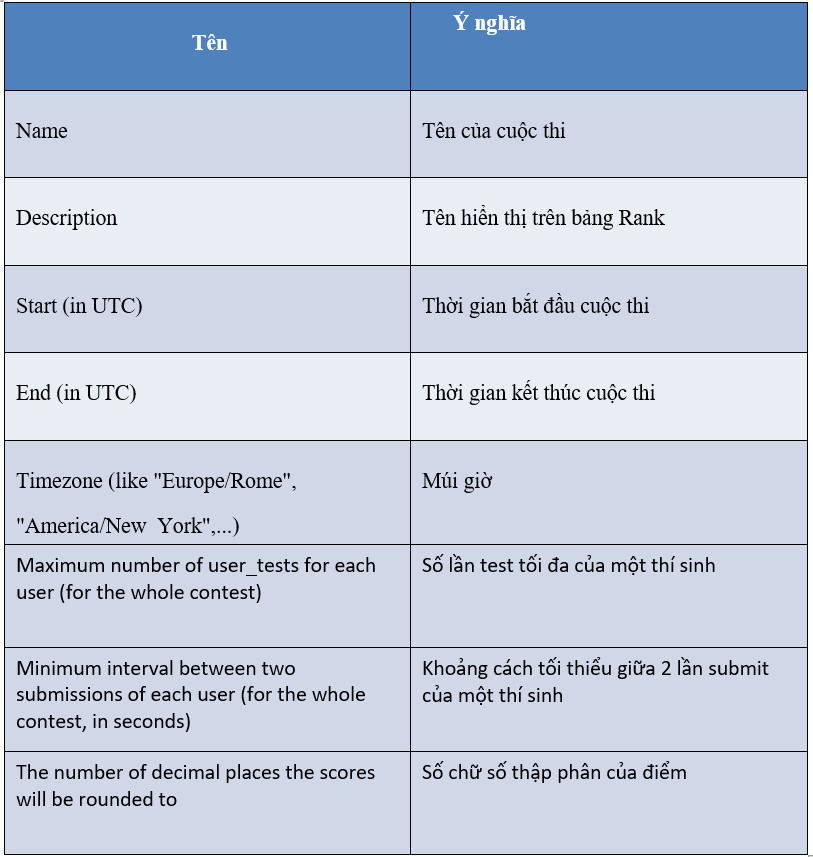 Tên
Ý nghĩa
Name
Tên của cuộc thi
Description
Tên hiển thị trên bảng Rank
Start (in UTC)
Thời gian bắt đầu cuộc thi
End (in UTC)
Thời gian kết thúc cuộc thi
Timezone (like "Europe/Rome",
"America/New  York",...)
Múi giờ
Maximum number of user_tests for each
user (for the whole contest)
Số lần test tối đa của một thí sinh
Minimum interval between two
submissions of each user (for the whole
contest, in seconds)
Khoảng cách tối thiểu giữa 2 lần submit
của một thí sinh
The number of decimal places the scores
will be rounded to
Số chữ số thập phân của điểm